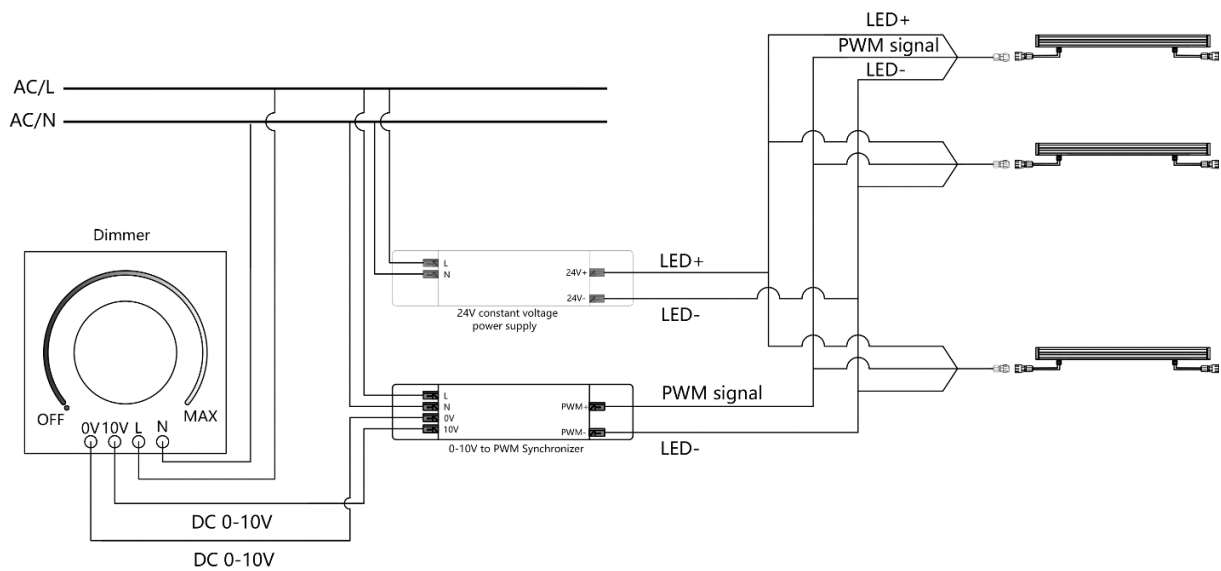 LED+
PWM signal
LED-
AC/L
AC/N
Dimmer
OFF
MAX
0V 10V L N
L
N
24V+
24V-
24V constant voltage
power supply
LED+
LED-
L
N
0V
10V
PWM+
PWM-
0-10V to PWM Synchronizer
PWM signal
LED-
DC 0-10V
DC 0-10V